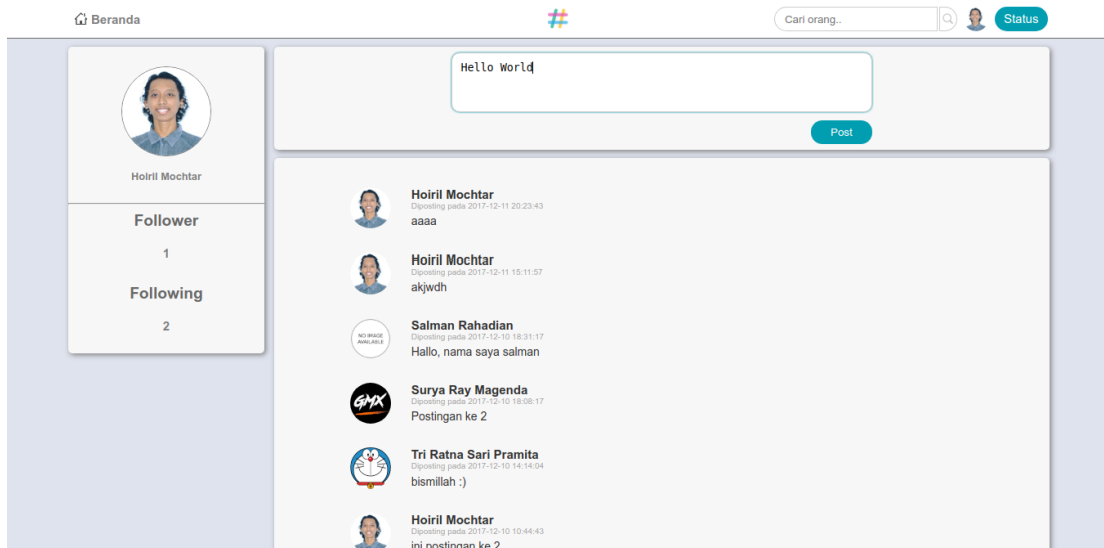 Beranda
#
Cari orang..
Status
Hoiril Mochtar
Follower
1
Following
2
Hello World
Post
Hoiril Mochtar
Diposting pada 2017-12-11 20:23:43
aaaa
Hoiril Mochtar
Diposting pada 2017-12-11 15:11:57
akjwdh
NO IMAGE
AVAILABLE
Salman Rahadian
Diposting pada 2017-12-10 18:31:17
Hallo, nama saya salman
GMX
Surya Ray Magenda
Diposting pada 2017-12-10 18:08:17
Postingan ke 2
Tri Ratna Sari Pramita
Diposting pada 2017-12-10 14:14:04
bismillah :)
Hoiril Mochtar
Diposting pada 2017-12-10 10:44:43
ini postingan ke 2